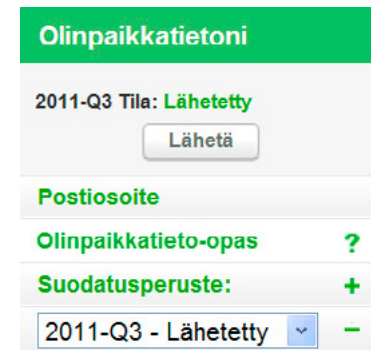 Olinpaikkatietoni
2011-Q3 Tila: Lähetetty
Lähetä
Postiosoite
Olinpaikkatieto-opas ?
Suodatusperuste: +
2011-Q3 - Lähetetty −